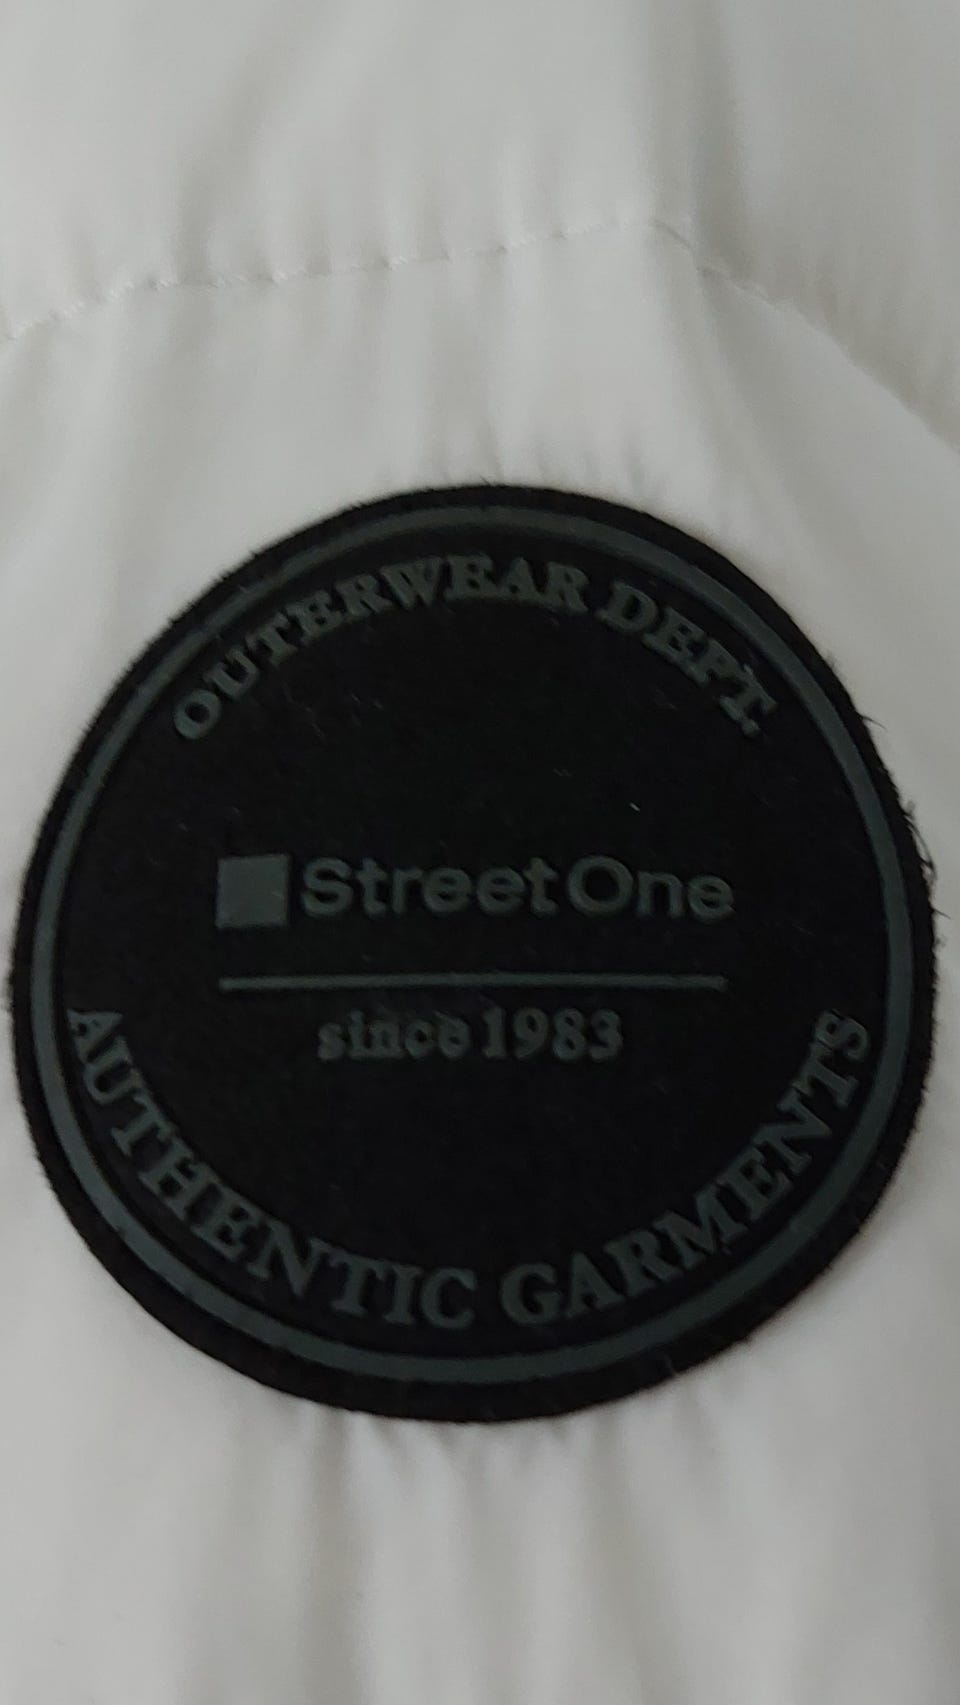 OUTERWEAR DEPT.
Street One
since 1983
AUTHENTIC GARMENTS